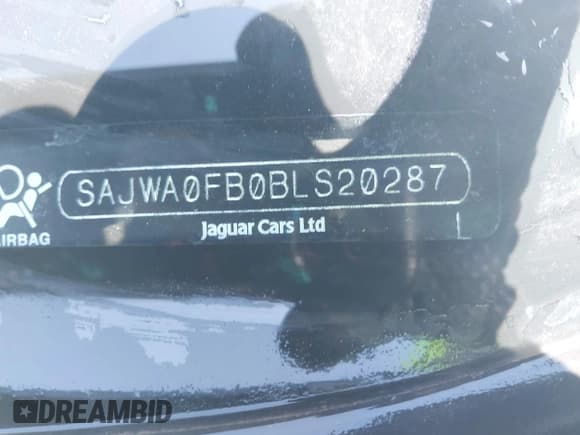 SAJWA0FB0BLS20287
AIRBAG
Jaguar Cars Ltd
DREAMBID